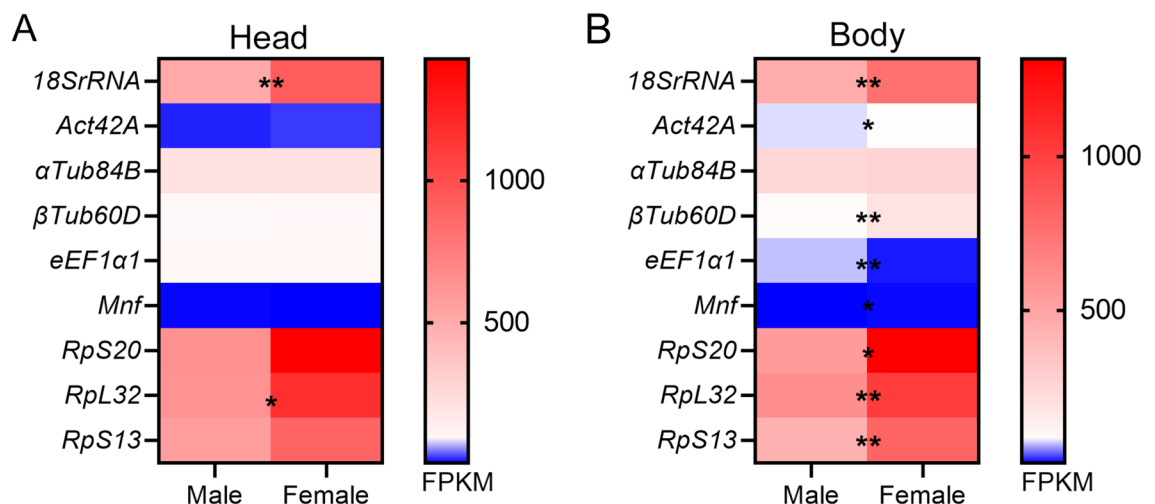 A
Head
18SrRNA
**
Act42A
αTub84B
βTub60D
eEF1α1
Mnf
RpS20
RpL32
*
RpS13
Male Female
1000
500
FPKM
B
Body
18SrRNA
**
Act42A
*
αTub84B
βTub60D
**
eEF1α1
**
Mnf
*
RpS20
*
RpL32
**
RpS13
**
Male Female
1000
500
FPKM